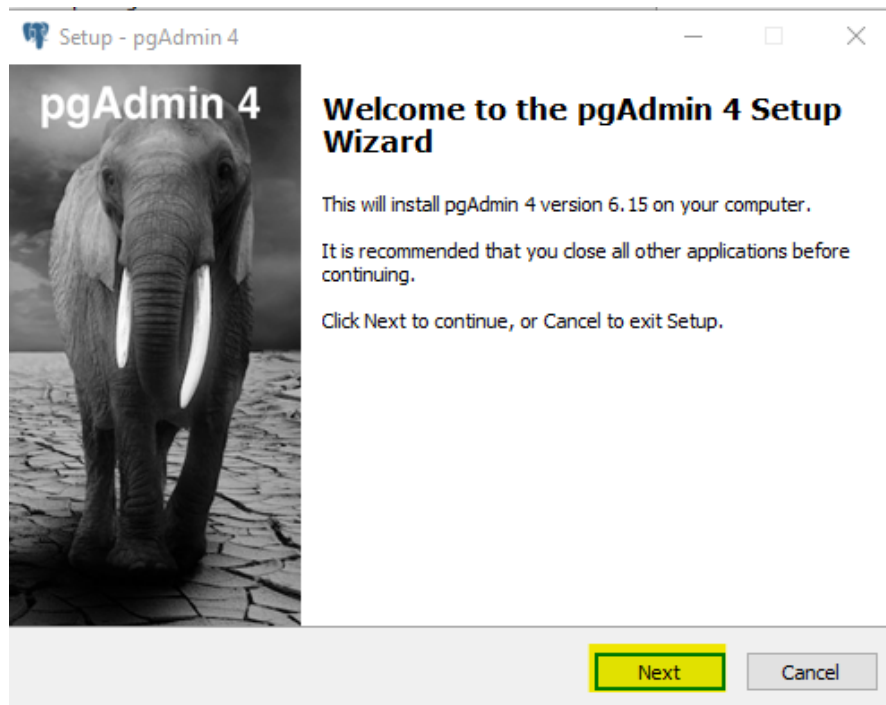 Setup - pgAdmin 4
pgAdmin 4
Welcome to the pgAdmin 4 Setup
Wizard
This will install pgAdmin 4 version 6.15 on your computer.
It is recommended that you close all other applications before
continuing.
Click Next to continue, or Cancel to exit Setup.
Next
Cancel